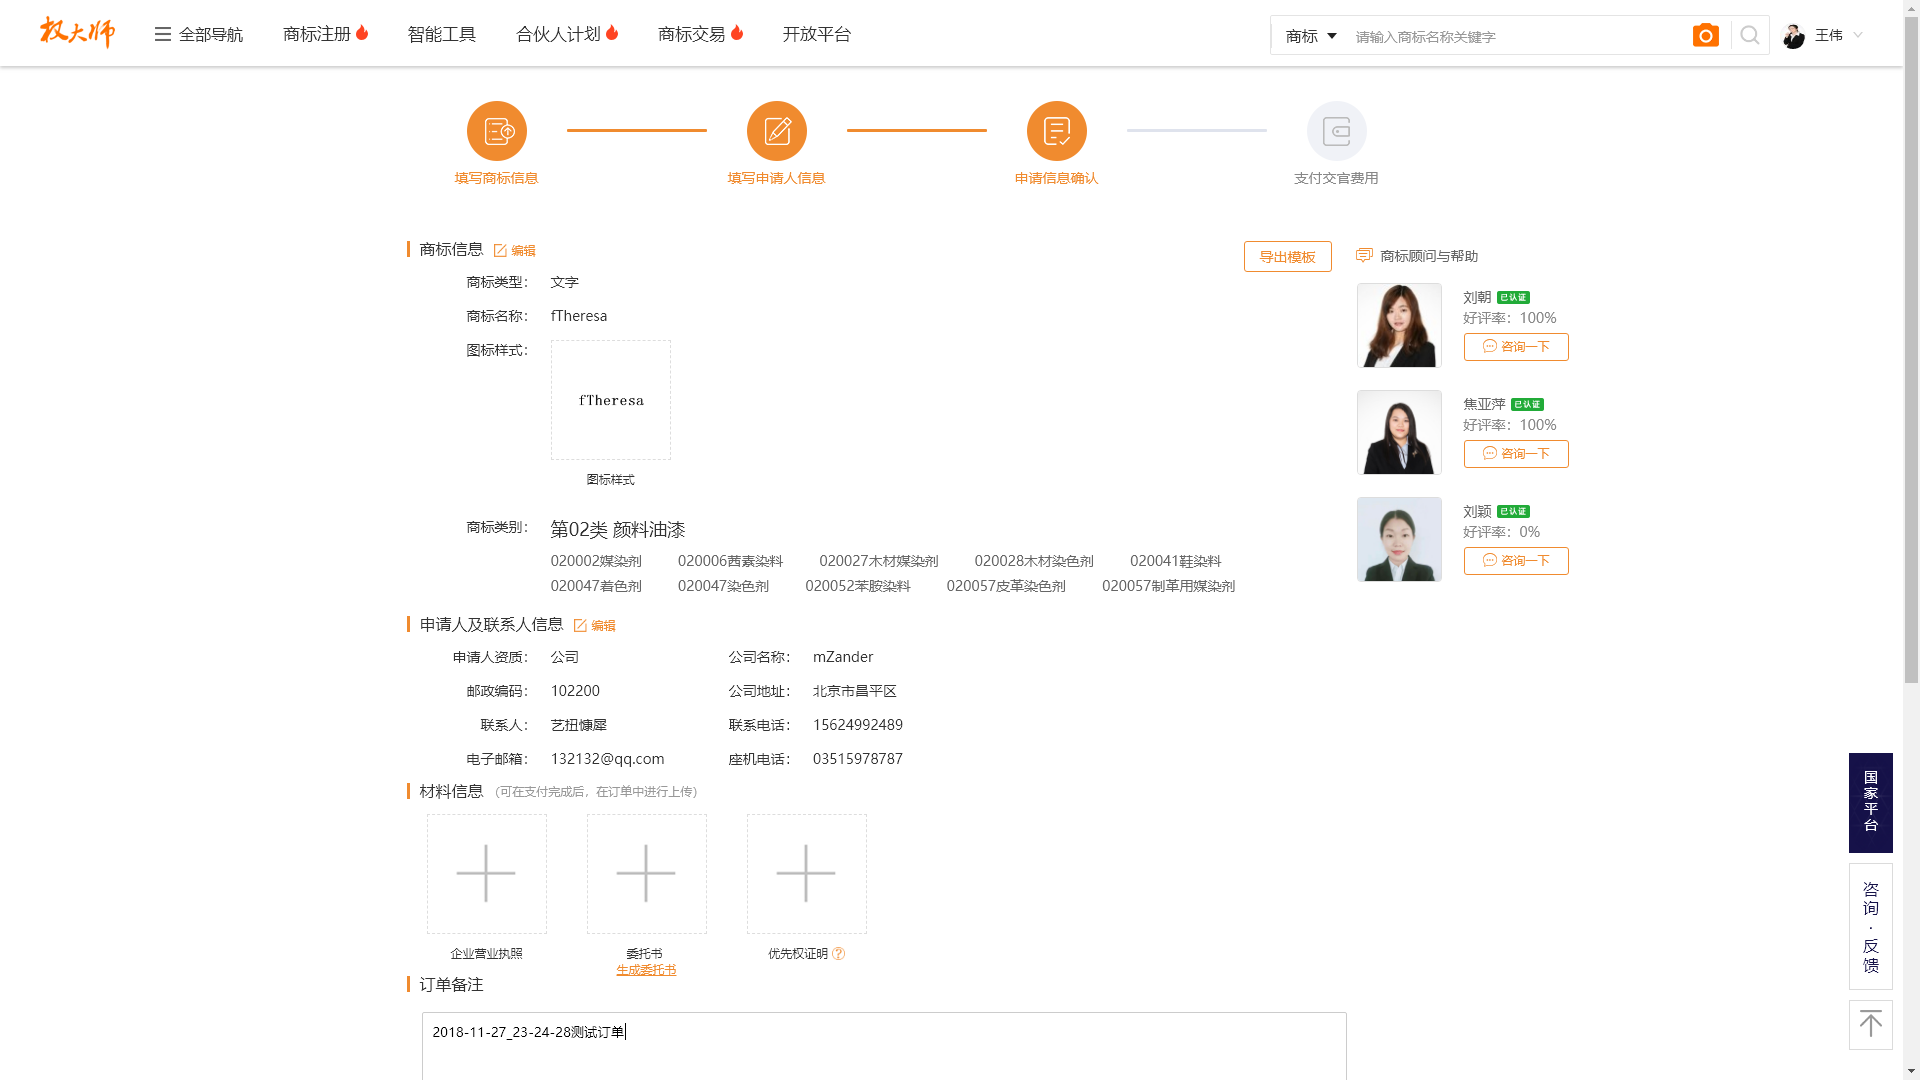 权大师 全部导航 商标注册 智能工具 合伙人计划 商标交易 开放平台 商标 请输入商标名称关键字 王伟
填写商标信息 填写申请人信息 申请信息确认 支付交官费用
商标信息 编辑 导出模板
商标类型： 文字
商标名称： fTheresa
图标样式：
fTheresa
图标样式
商标类别： 第02类 颜料油漆
020002媒染剂 020006茜素染料 020027木材媒染剂 020028木材染色剂 020041鞋染料
020047着色剂 020047染色剂 020052苯胺染料 020057皮革染色剂 020057制革用媒染剂
申请人及联系人信息 编辑
申请人资质： 公司 公司名称： mZander
邮政编码： 102200 公司地址： 北京市昌平区
联系人： 艺扭慷犀 联系电话： 15624992489
电子邮箱： 132132@qq.com 座机电话： 03515978787
材料信息 （可在支付完成后，在订单中进行上传）
企业营业执照 委托书 优先权证明 ?
生成委托书
订单备注
2018-11-27_23-24-28测试订单
商标顾问与帮助
刘朝 已认证
好评率：100%
咨询一下
焦亚萍 已认证
好评率：100%
咨询一下
刘颖 已认证
好评率：0%
咨询一下
国家平台
咨询·反馈